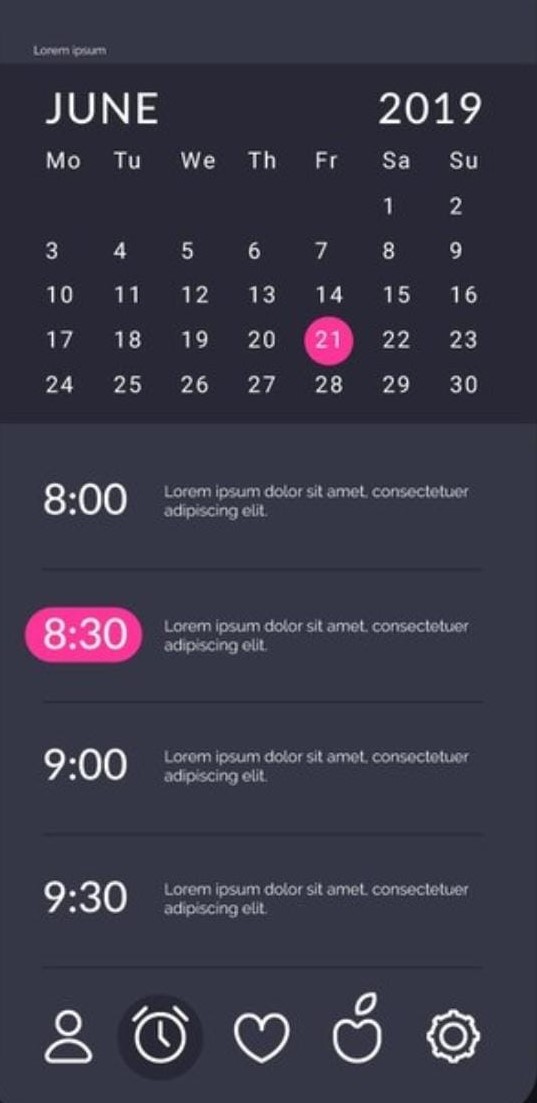 Lorem ipsum
JUNE 2019
Mo Tu We Th Fr Sa Su
1 2
3 4 5 6 7 8 9
10 11 12 13 14 15 16
17 18 19 20 21 22 23
24 25 26 27 28 29 30
8:00 Lorem ipsum dolor sit amet, consectetuer
adipiscing elit.
8:30 Lorem ipsum dolor sit amet, consectetuer
adipiscing elit.
9:00 Lorem ipsum dolor sit amet, consectetuer
adipiscing elit.
9:30 Lorem ipsum dolor sit amet, consectetuer
adipiscing elit.